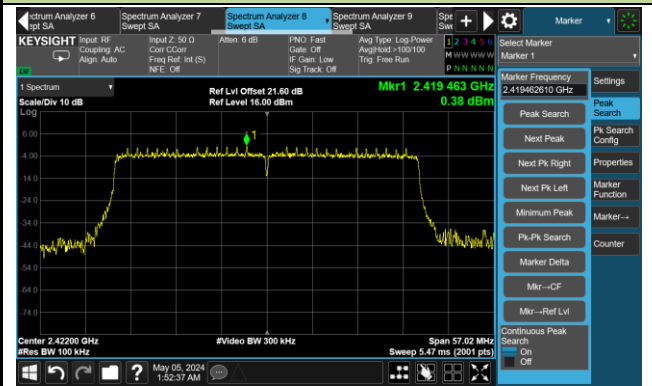 Spectrum Analyzer 6
Swept SA
Spectrum Analyzer 7
Swept SA
Spectrum Analyzer 8
Swept SA
Spectrum Analyzer 9
Swept SA
Marker
KEYSIGHT
Input: RF
Coupling: AC
Align: Auto
Input Z: 50 Ω
Corr CCorr
Freq Ref: Int (S)
NFE: Off
Atten: 6 dB
PNO: Fast
Gate: Off
IF Gain: Low
Sig Track: Off
Avg Type: Log-Power
Avg|Hold:>100/100
Trig: Free Run
1 2 3 4 5 6
M W W W W W
P N N N N N
Select Marker
Marker 1
1 Spectrum
Scale/Div 10 dB
Log
Ref Lvl Offset 21.60 dB
Ref Level 16.00 dBm
Mkr1 2.419 463 GHz
0.38 dBm
1
6.00
-4.00
-14.0
-24.0
-34.0
-44.0
-54.0
-64.0
-74.0
Center 2.42200 GHz
#Res BW 100 kHz
#Video BW 300 kHz
Span 57.02 MHz
Sweep 5.47 ms (2001 pts)
Marker Frequency
2.419462610 GHz
Peak Search
Next Peak
Next Pk Right
Next Pk Left
Minimum Peak
Pk-Pk Search
Marker Delta
Mkr→CF
Mkr→Ref Lvl
Continuous Peak
Search
On
Off
Settings
Peak
Search
Pk Search
Config
Properties
Marker
Function
Marker→
Counter
May 05, 2024
1:52:37 AM